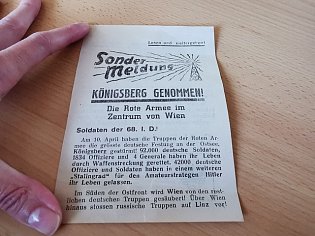 Lesen und weitergeben!
Sonder
Meldung
KÖNIGSBERG GENOMMEN!
Die Rote Armee im
Zentrum von Wien
Soldaten der 68. I. D.!
Am 10. April haben die Truppen der Roten Ar-
mee die grösste deutsche Festung an der Ostsee,
Königsberg gestürmt! 92.000 deutsche Soldaten,
1834 Offiziere und 4 Generale haben ihr Leben
durch Waffenstreckung gerettet. 42000 deutsche
Offiziere und Soldaten haben in einem weiteren
"Stalingrad" für den Amateurstrategen Hitler
ihr Leben gelassen.
Im Süden der Ostfront wird Wien von den rest-
lichen deutschen Truppen gesäubert! Über Wien
hinaus stossen russische Truppen auf Linz vor!